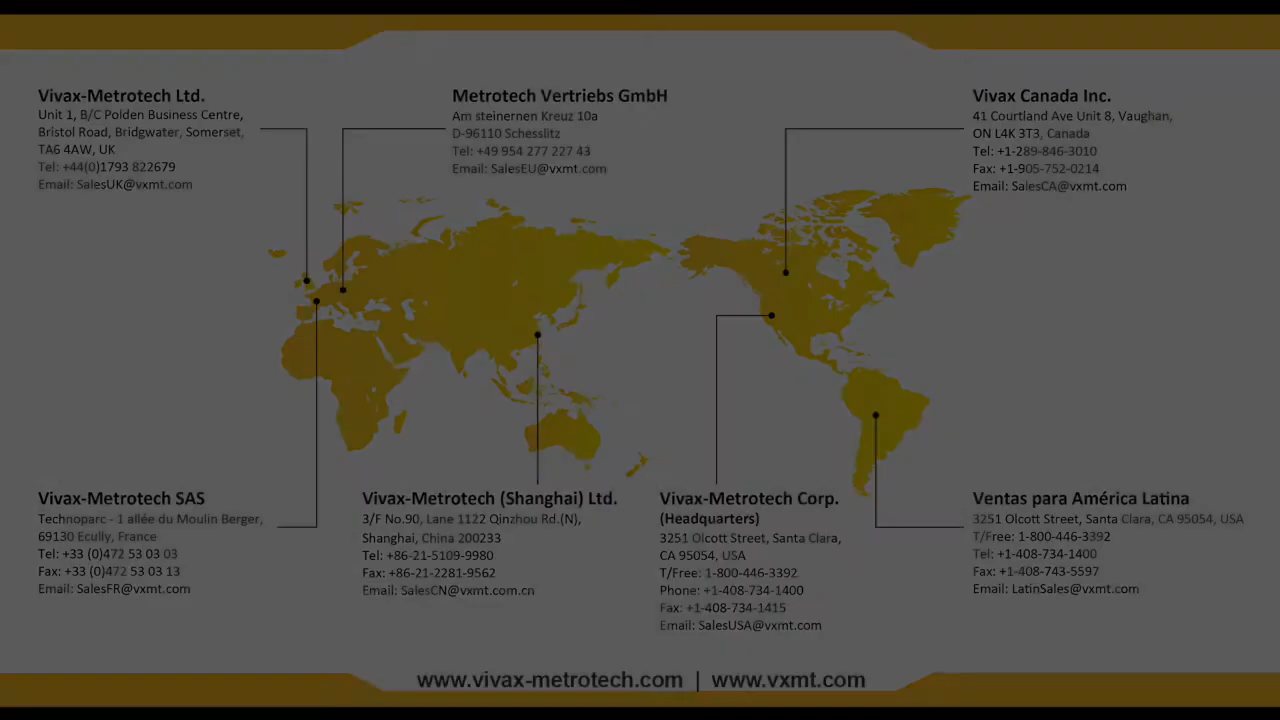 Vivax-Metrotech Ltd.
Unit 1, B/C Polden Business Centre,
Bristol Road, Bridgwater, Somerset,
TA6 4AW, UK
Tel: +44(0)1793 822679
Email: SalesUK@vxmt.com
Metrotech Vertriebs GmbH
Am steinernen Kreuz 10a
D-96110 Schesslitz
Tel: +49 954 277 227 43
Email: SalesEU@vxmt.com
Vivax Canada Inc.
41 Courtland Ave Unit 8, Vaughan,
ON L4K 3T3, Canada
Tel: +1-289-846-3010
Fax: +1-905-752-0214
Email: SalesCA@vxmt.com
Vivax-Metrotech SAS
Technoparc - 1 allée du Moulin Berger,
69130 Ecully, France
Tel: +33 (0)472 53 03 03
Fax: +33 (0)472 53 03 13
Email: SalesFR@vxmt.com
Vivax-Metrotech (Shanghai) Ltd.
3/F No.90, Lane 1122 Qinzhou Rd.(N),
Shanghai, China 200233
Tel: +86-21-5109-9980
Fax: +86-21-2281-9562
Email: SalesCN@vxmt.com.cn
Vivax-Metrotech Corp.
(Headquarters)
3251 Olcott Street, Santa Clara,
CA 95054, USA
T/Free: 1-800-446-3392
Phone: +1-408-734-1400
Fax: +1-408-734-1415
Email: SalesUSA@vxmt.com
Ventas para América Latina
3251 Olcott Street, Santa Clara, CA 95054, USA
T/Free: 1-800-446-3392
Tel: +1-408-734-1400
Fax: +1-408-743-5597
Email: LatinSales@vxmt.com
www.vivax-metrotech.com | www.vxmt.com